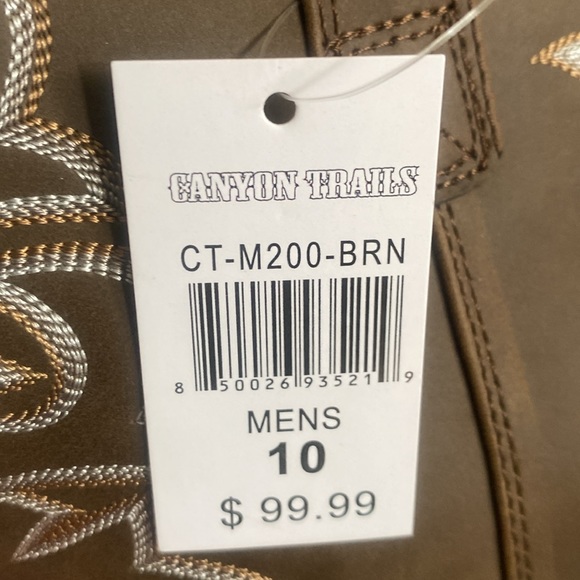 CANYON TRAILS
CT-M200-BRN
8 50026 93521 9
MENS
10
$ 99.99